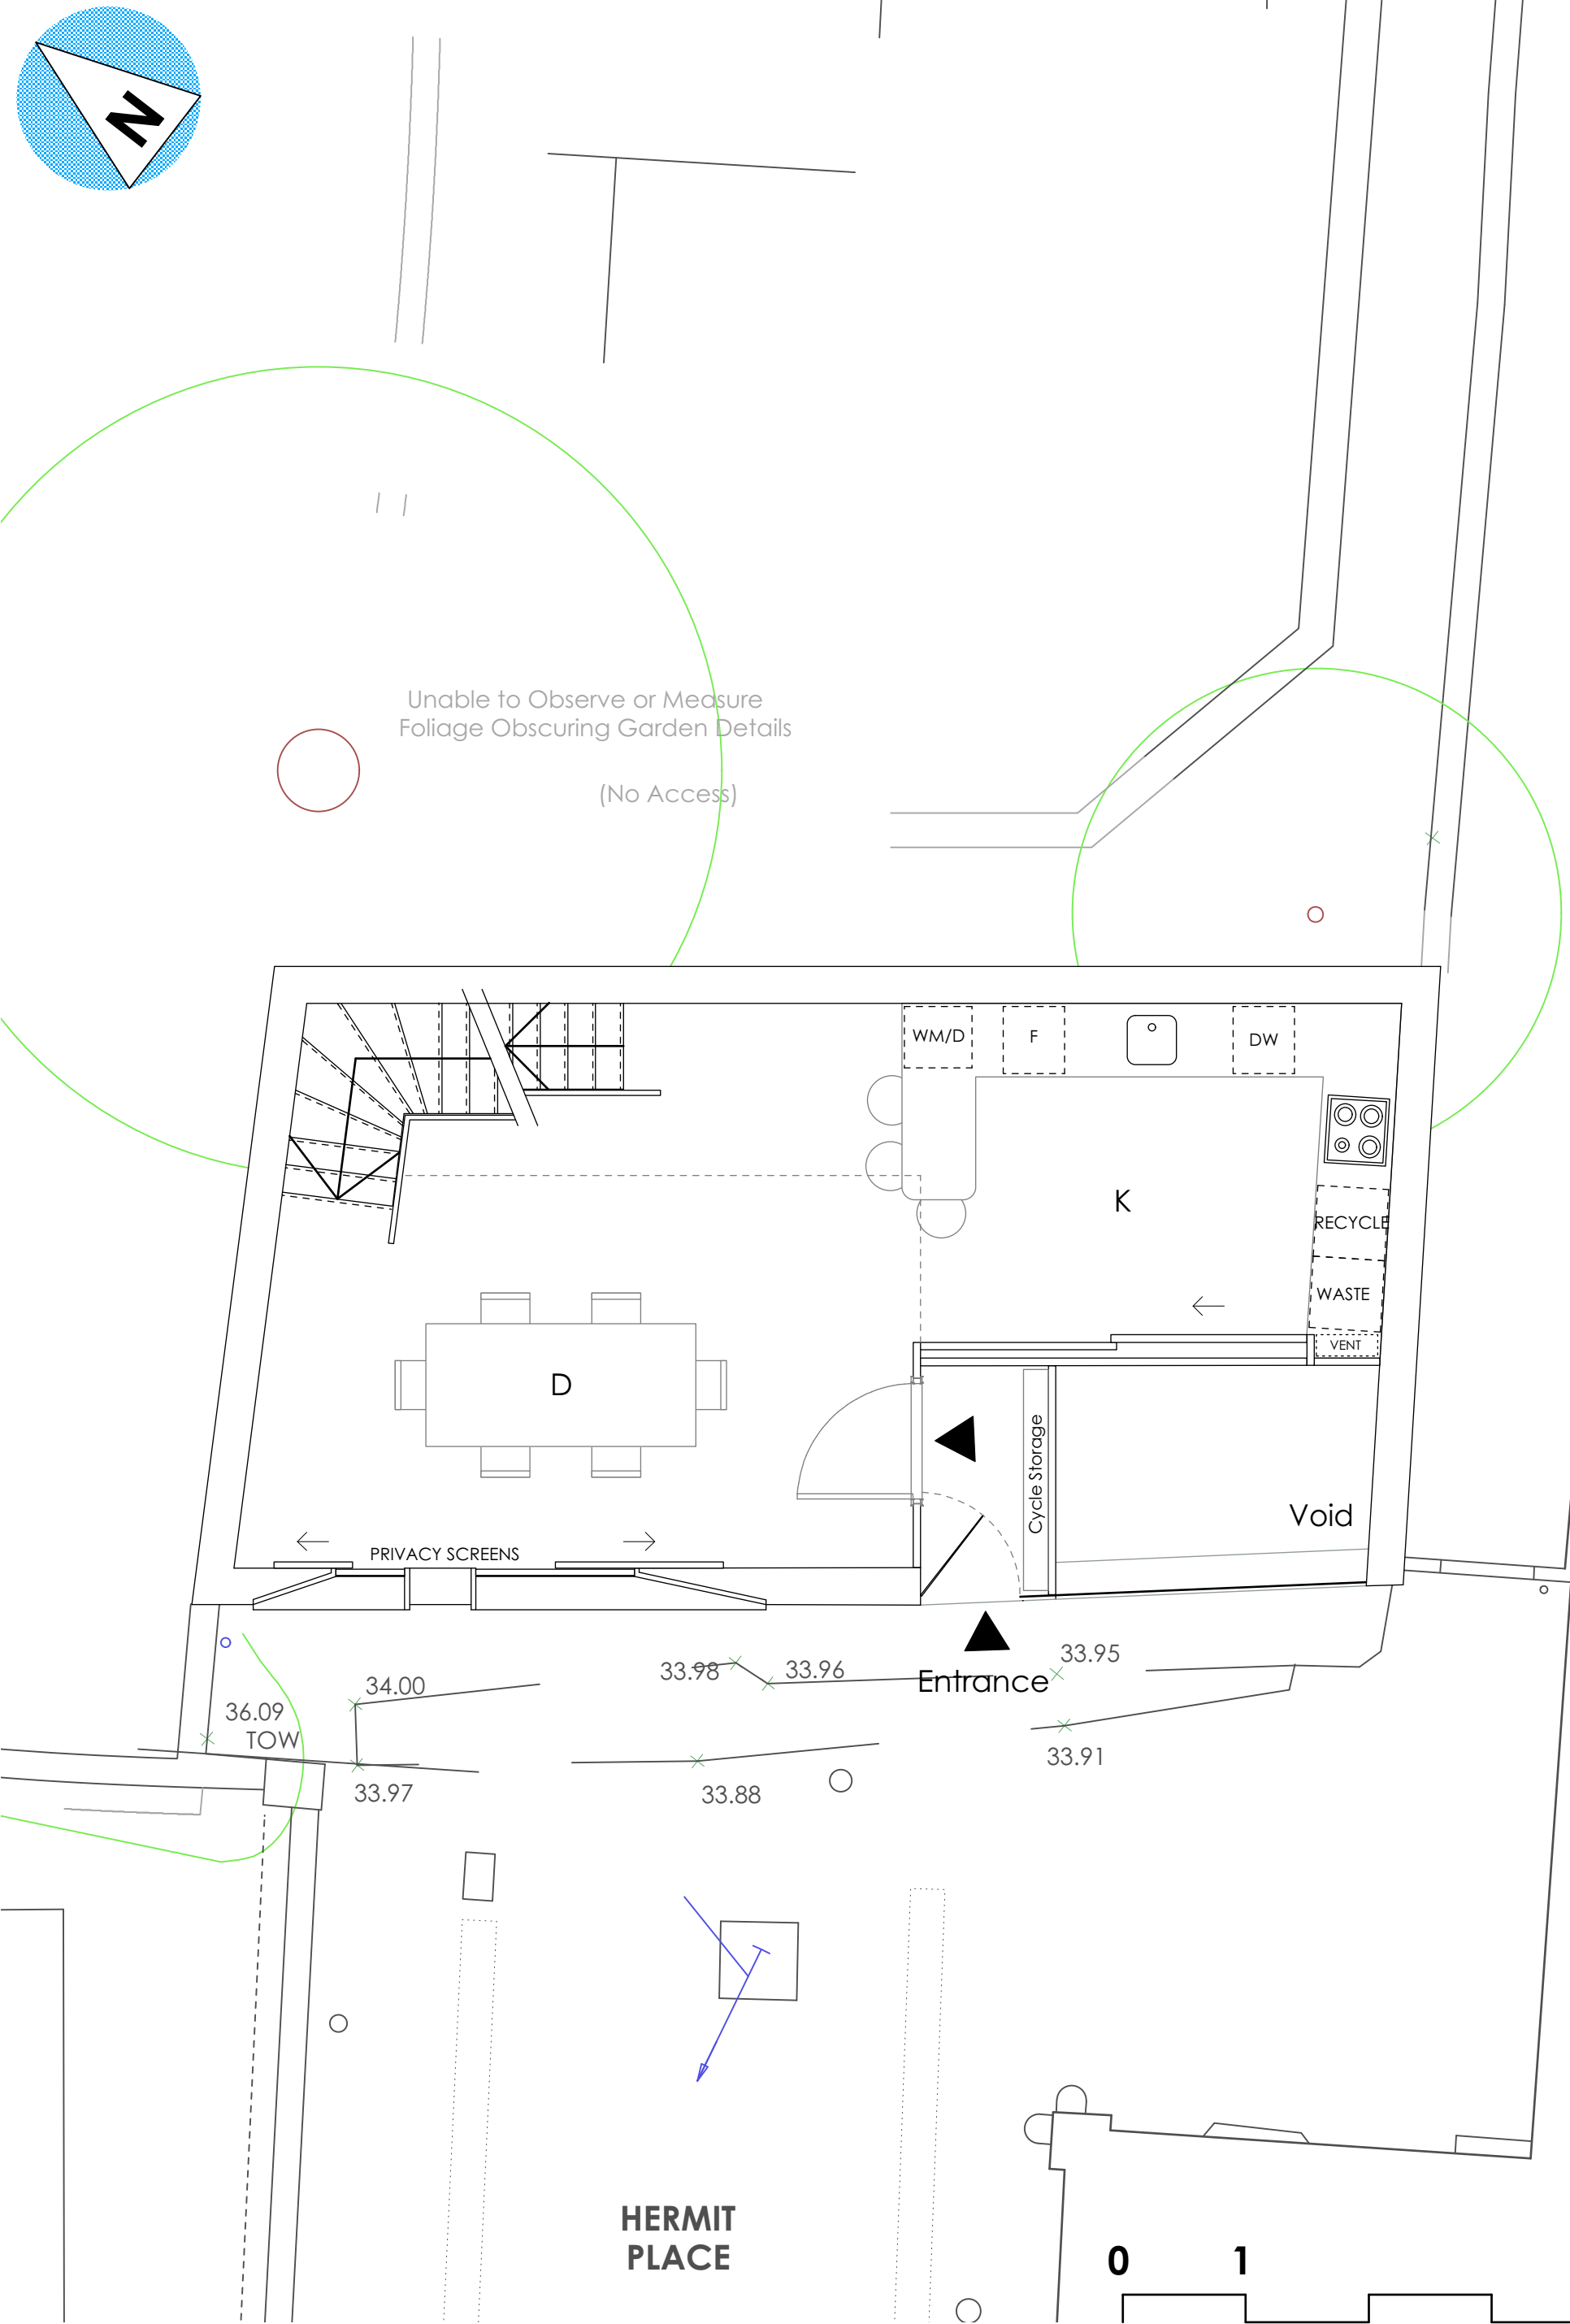 N
Unable to Observe or Measure
Foliage Obscuring Garden Details
(No Access)
WM/D
F
DW
K
RECYCLE
WASTE
VENT
D
Cycle Storage
Void
PRIVACY SCREENS
Entrance
33.95
33.98
33.96
34.00
36.09
TOW
33.91
33.97
33.88
HERMIT
PLACE
0 1